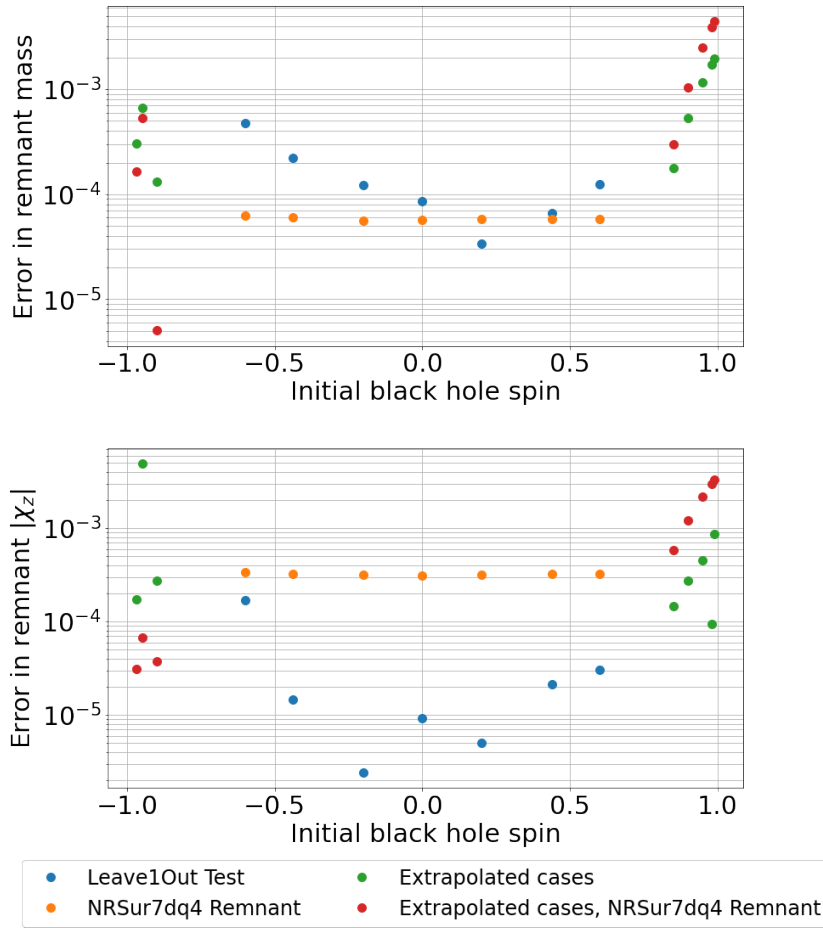 Error in remnant mass
10⁻³
10⁻⁴
10⁻⁵
−1.0 −0.5 0.0 0.5 1.0
Initial black hole spin
Error in remnant |χ_z|
10⁻³
10⁻⁴
10⁻⁵
−1.0 −0.5 0.0 0.5 1.0
Initial black hole spin
Leave1Out Test
NRSur7dq4 Remnant
Extrapolated cases
Extrapolated cases, NRSur7dq4 Remnant